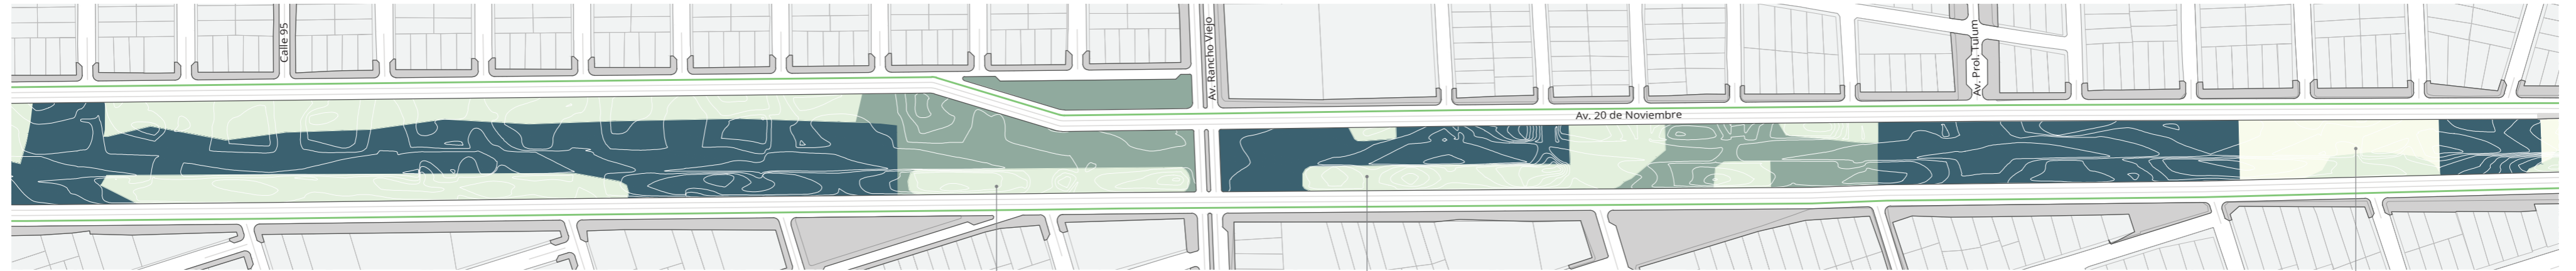 Calle 95
Av. Rancho Viejo
Av. Prol. Tulum
Av. 20 de Noviembre